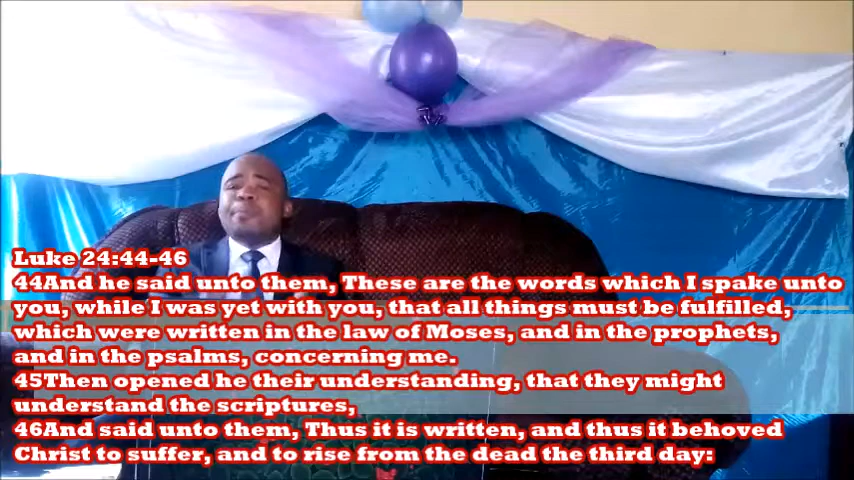 Luke 24:44-46
44And he said unto them, These are the words which I spake unto
you, while I was yet with you, that all things must be fulfilled,
which were written in the law of Moses, and in the prophets,
and in the psalms, concerning me.
45Then opened he their understanding, that they might
understand the scriptures,
46And said unto them, Thus it is written, and thus it behoved
Christ to suffer, and to rise from the dead the third day: